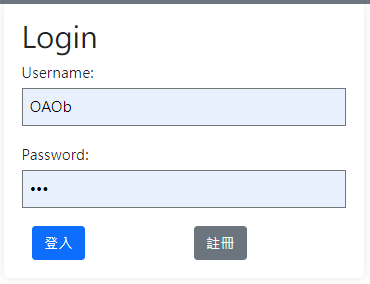 Login
Username:
OAOb
Password:
•••
登入 註冊